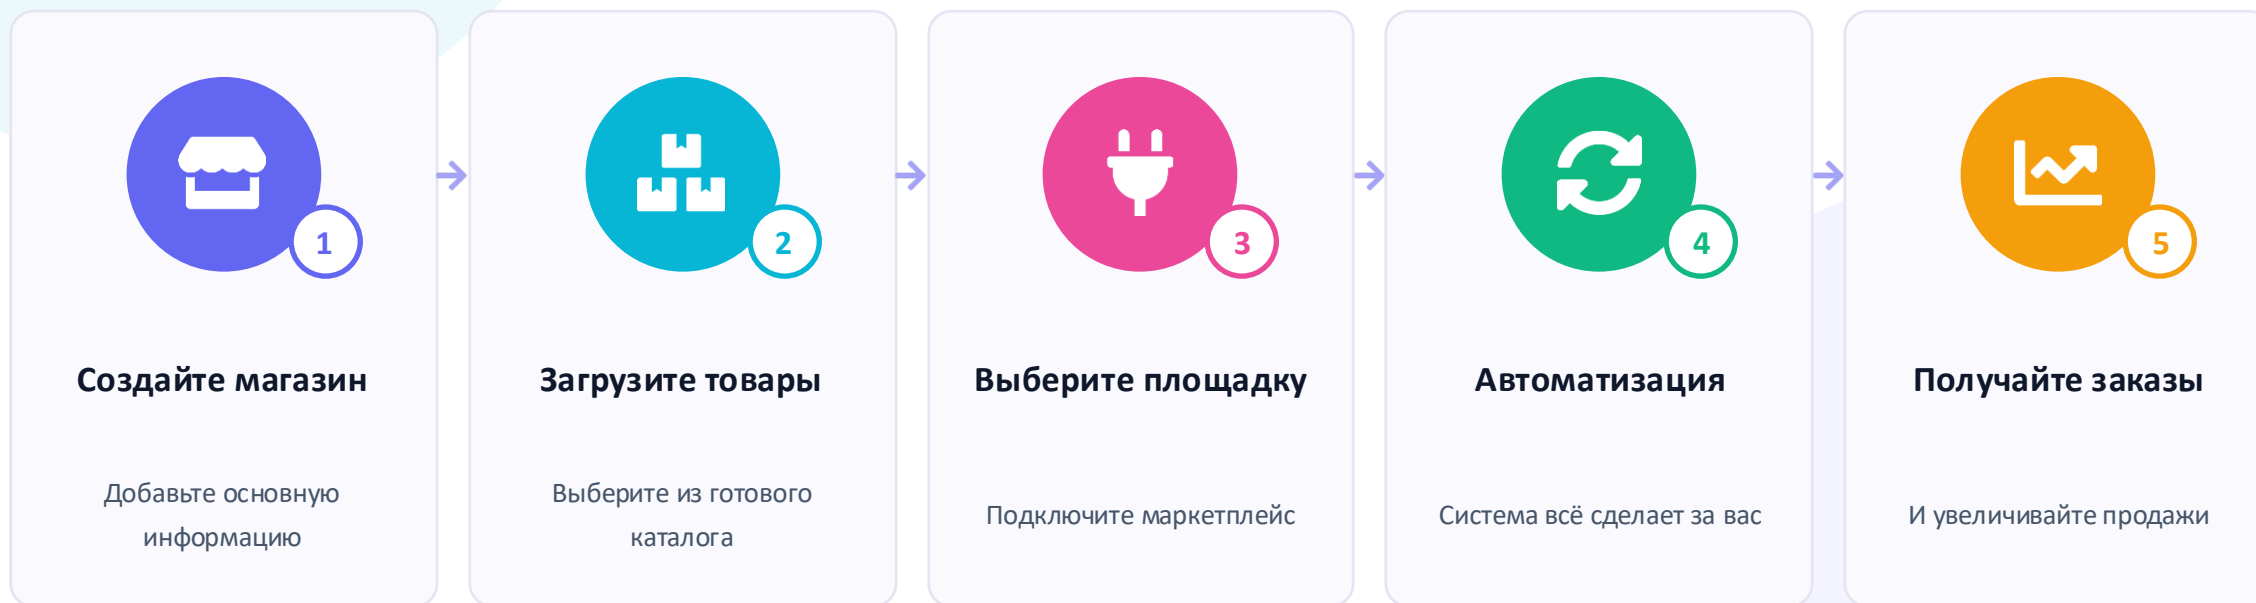 1
Создайте магазин
Добавьте основную
информацию
2
Загрузите товары
Выберите из готового
каталога
3
Выберите площадку
Подключите маркетплейс
4
Автоматизация
Система всё сделает за вас
5
Получайте заказы
И увеличивайте продажи